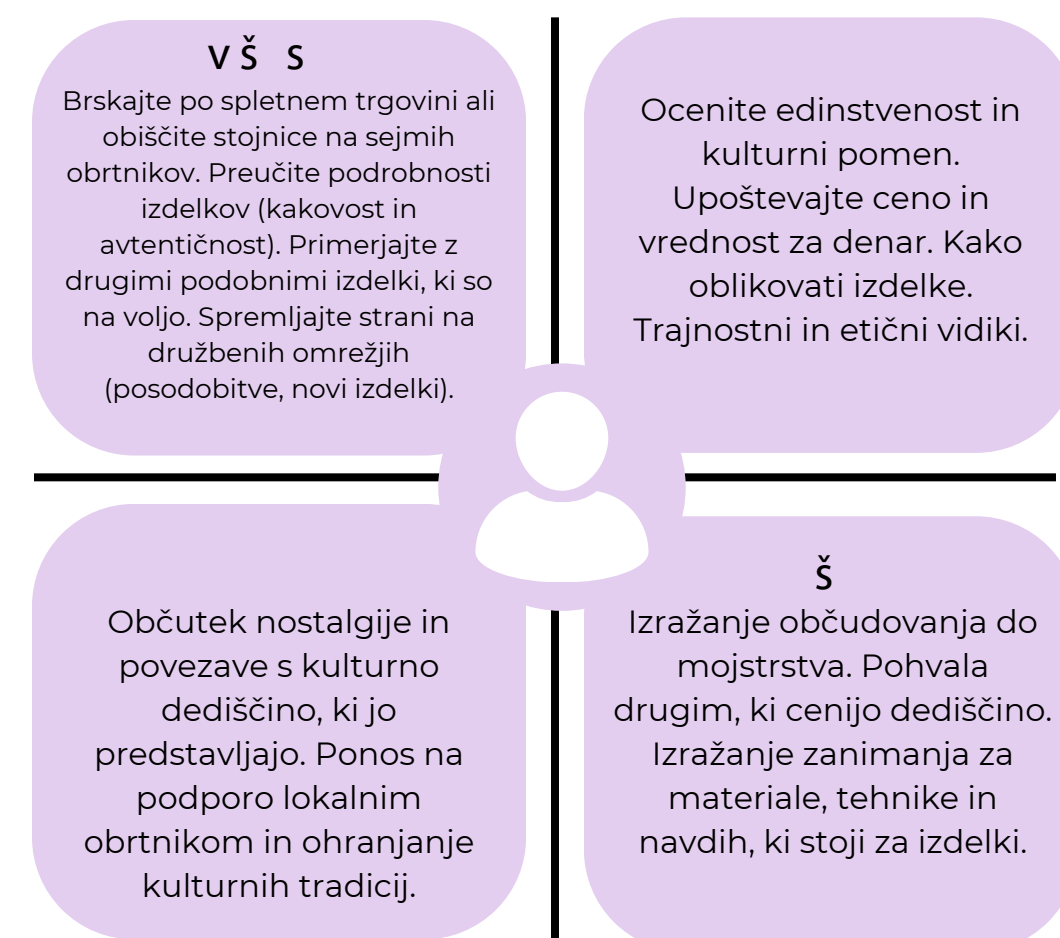 V Š S
Brskajte po spletnem trgovini ali
obiščite stojnice na sejmih
obrtnikov. Preučite podrobnosti
izdelkov (kakovost in
avtentičnost). Primerjajte z
drugimi podobnimi izdelki, ki so
na voljo. Spremljajte strani na
družbenih omrežjih
(posodobitve, novi izdelki).
Ocenite edinstvenost in
kulturni pomen.
Upoštevajte ceno in
vrednost za denar. Kako
oblikovati izdelke.
Trajnostni in etični vidiki.
Občutek nostalgije in
povezave s kulturno
dediščino, ki jo
predstavljajo. Ponos na
podporo lokalnim
obrtnikom in ohranjanje
kulturnih tradicij.
Š
Izražanje občudovanja do
mojstrstva. Pohvala
drugim, ki cenijo dediščino.
Izražanje zanimanja za
materiale, tehnike in
navdih, ki stoji za izdelki.